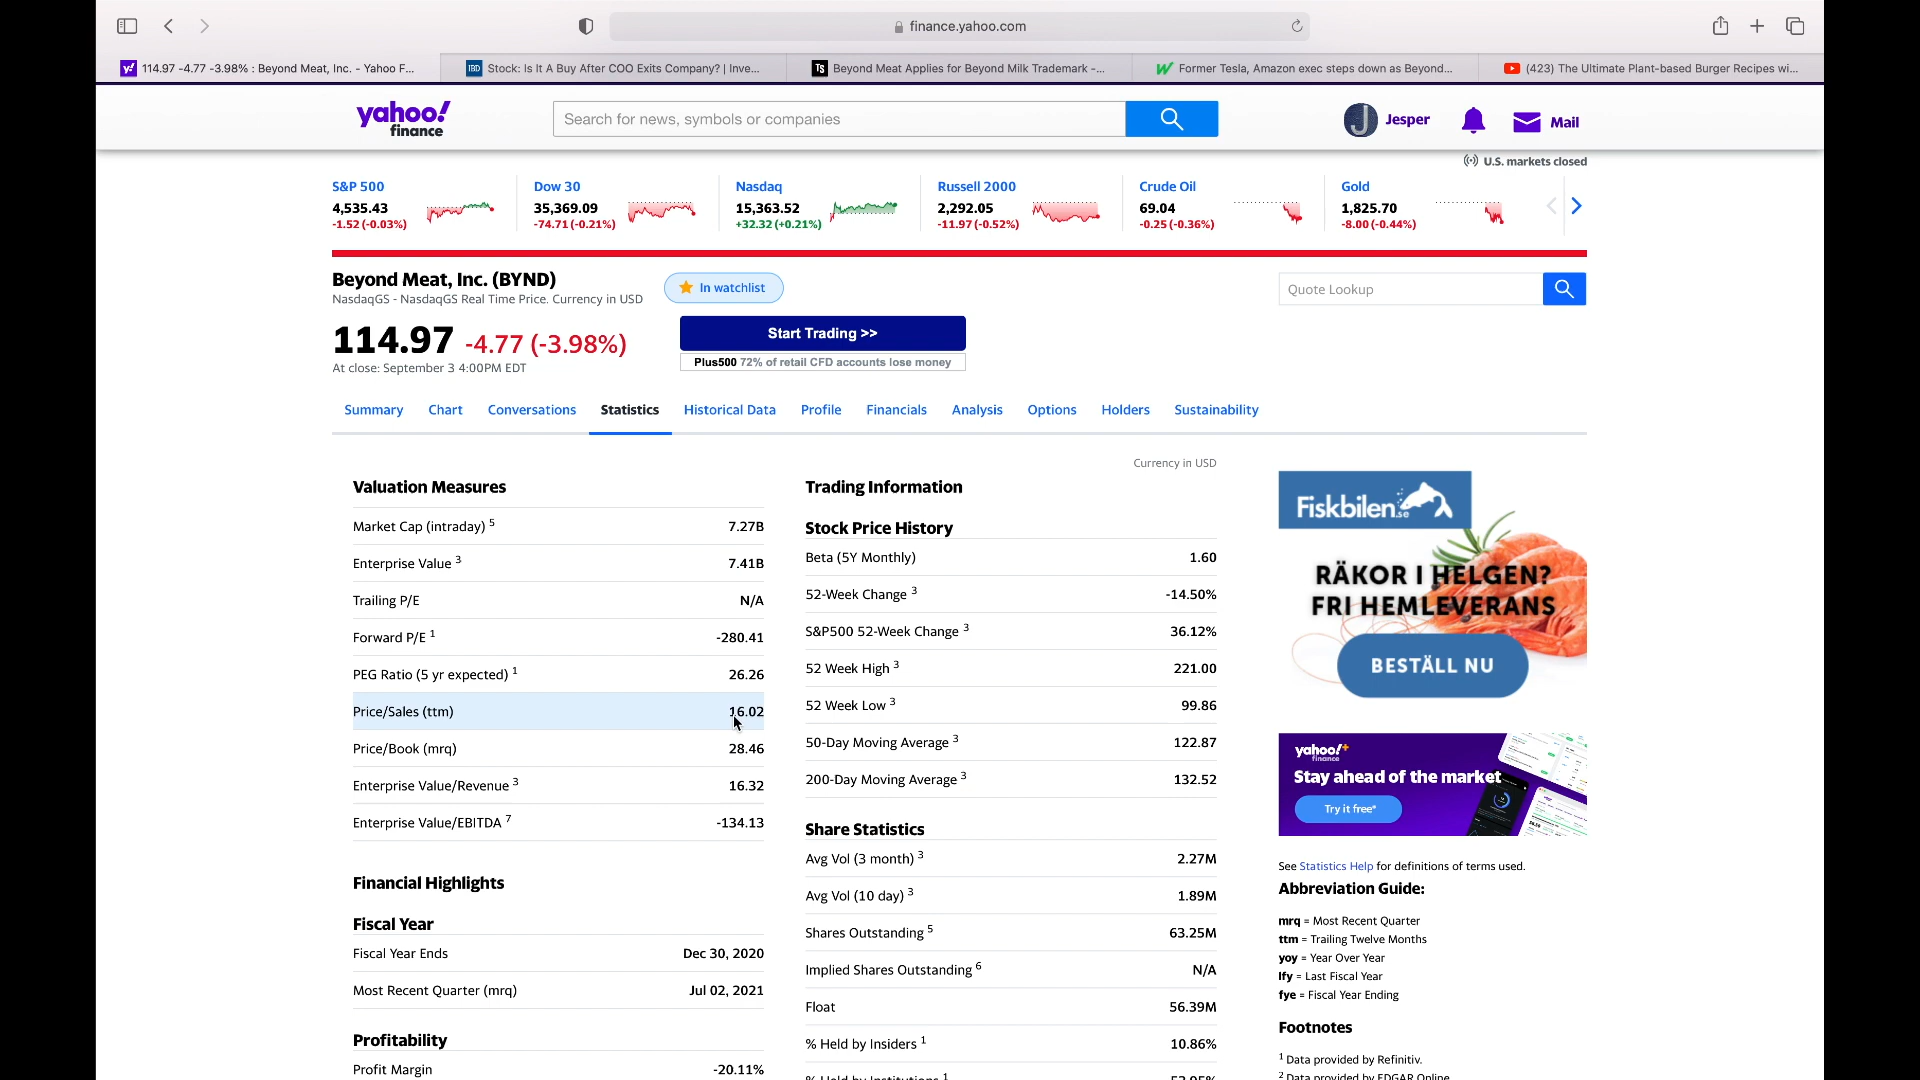 finance.yahoo.com
y! 114.97 -4.77 -3.98% : Beyond Meat, Inc. - Yahoo F...
IBD Stock: Is It A Buy After COO Exits Company? | Inve...
TS Beyond Meat Applies for Beyond Milk Trademark -...
Former Tesla, Amazon exec steps down as Beyond...
(423) The Ultimate Plant-based Burger Recipes wi...
yahoo!
finance
Search for news, symbols or companies
J Jesper
Mail
U.S. markets closed
S&P 500
4,535.43
-1.52 (-0.03%)
Dow 30
35,369.09
-74.71 (-0.21%)
Nasdaq
15,363.52
+32.32 (+0.21%)
Russell 2000
2,292.05
-11.97 (-0.52%)
Crude Oil
69.04
-0.25 (-0.36%)
Gold
1,825.70
-8.00 (-0.44%)
Beyond Meat, Inc. (BYND)
NasdaqGS - NasdaqGS Real Time Price. Currency in USD
In watchlist
Quote Lookup
114.97 -4.77 (-3.98%)
At close: September 3 4:00PM EDT
Start Trading >>
Plus500 72% of retail CFD accounts lose money
Summary Chart Conversations Statistics Historical Data Profile Financials Analysis Options Holders Sustainability
Currency in USD
Valuation Measures
Market Cap (intraday) 5 7.27B
Enterprise Value 3 7.41B
Trailing P/E N/A
Forward P/E 1 -280.41
PEG Ratio (5 yr expected) 1 26.26
Price/Sales (ttm) 16.02
Price/Book (mrq) 28.46
Enterprise Value/Revenue 3 16.32
Enterprise Value/EBITDA 7 -134.13
Financial Highlights
Fiscal Year
Fiscal Year Ends Dec 30, 2020
Most Recent Quarter (mrq) Jul 02, 2021
Profitability
Profit Margin -20.11%
Trading Information
Stock Price History
Beta (5Y Monthly) 1.60
52-Week Change 3 -14.50%
S&P500 52-Week Change 3 36.12%
52 Week High 3 221.00
52 Week Low 3 99.86
50-Day Moving Average 3 122.87
200-Day Moving Average 3 132.52
Share Statistics
Avg Vol (3 month) 3 2.27M
Avg Vol (10 day) 3 1.89M
Shares Outstanding 5 63.25M
Implied Shares Outstanding 6 N/A
Float 56.39M
% Held by Insiders 1 10.86%
% Held by Institutions 1
Fiskbilen.se
RÄKOR I HELGEN?
FRI HEMLEVERANS
BESTÄLL NU
yahoo!+
finance
Stay ahead of the market
Try it free*
See Statistics Help for definitions of terms used.
Abbreviation Guide:
mrq = Most Recent Quarter
ttm = Trailing Twelve Months
yoy = Year Over Year
lfy = Last Fiscal Year
fye = Fiscal Year Ending
Footnotes
1 Data provided by Refinitiv.
2 Data provided by EDGAR Online